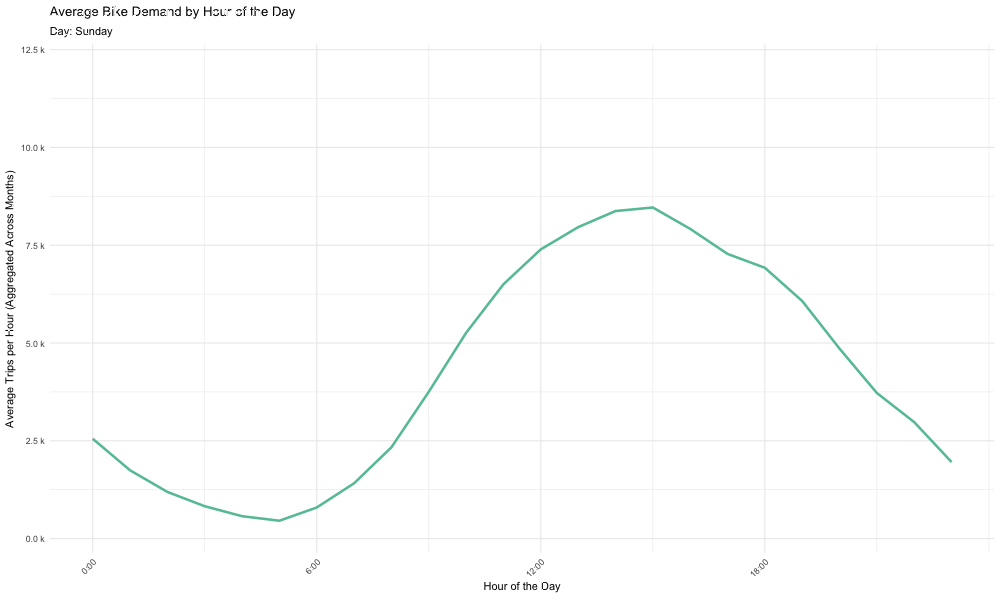 Average Bike Demand by Hour of the Day
Day: Sunday
Average Trips per Hour (Aggregated Across Months)
12.5 k
10.0 k
7.5 k
5.0 k
2.5 k
0.0 k
0:00
6:00
12:00
18:00
Hour of the Day